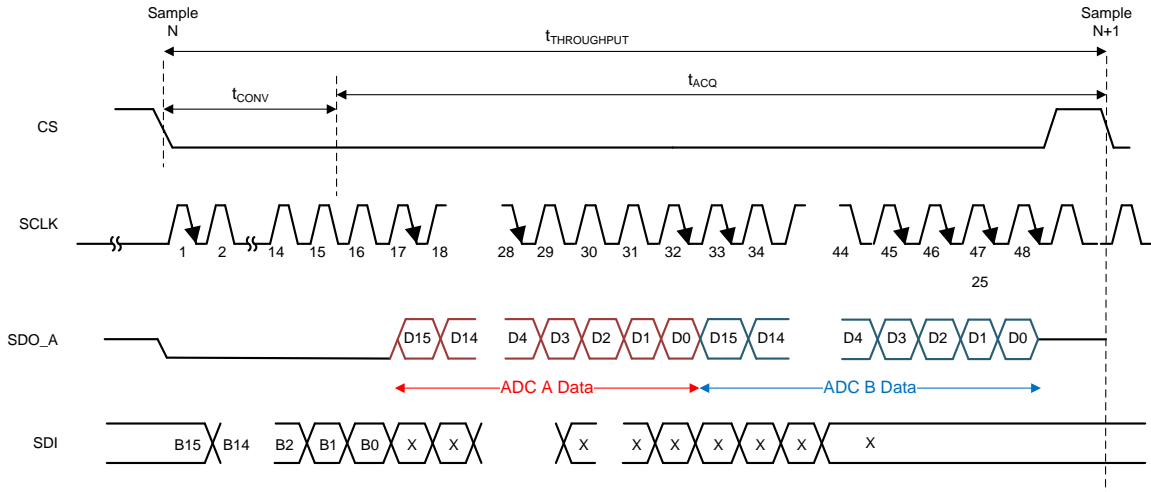 Sample
N
Sample
N+1
tTHROUGHPUT
tCONV
tACQ
CS
SCLK
1 2 14 15 16 17 18 28 29 30 31 32 33 34 44 45 46 47 48
25
SDO_A
D15 D14 D4 D3 D2 D1 D0 D15 D14 D4 D3 D2 D1 D0
ADC A Data ADC B Data
SDI
B15 B14 B2 B1 B0 X X X X X X X X X